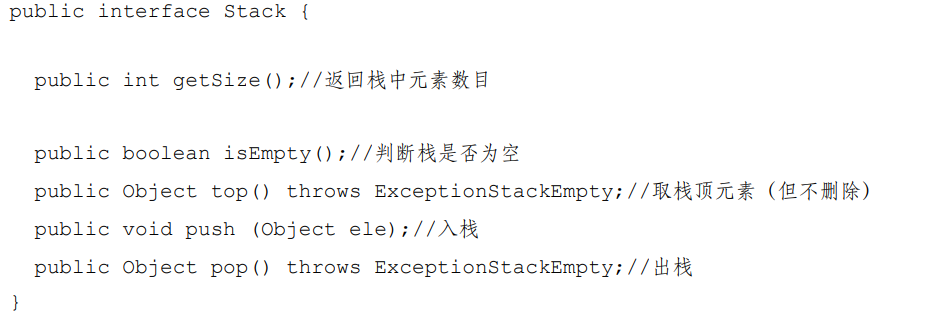 public interface Stack {
public int getSize();//返回栈中元素数目
public boolean isEmpty();//判断栈是否为空
public Object top() throws ExceptionStackEmpty;//取栈顶元素（但不删除）
public void push (Object ele);//入栈
public Object pop() throws ExceptionStackEmpty;//出栈
}